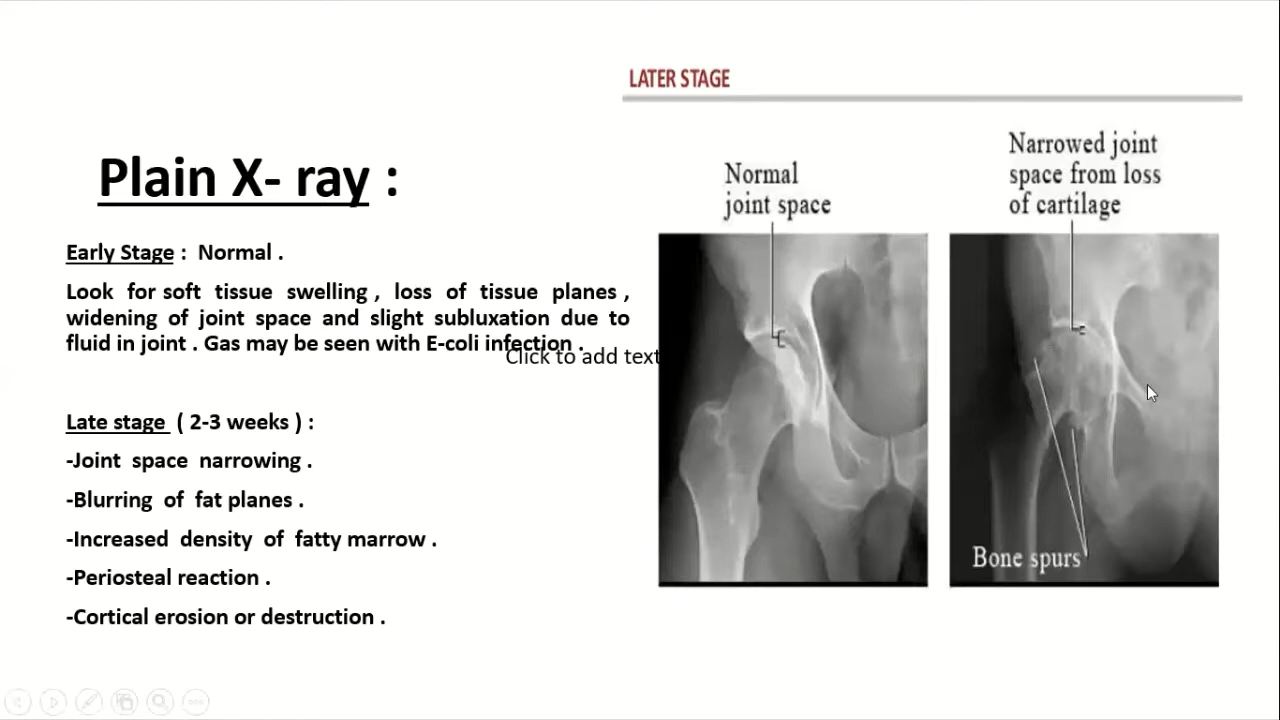 LATER STAGE
Plain X- ray :
Early Stage : Normal .
Look for soft tissue swelling , loss of tissue planes ,
widening of joint space and slight subluxation due to
fluid in joint . Gas may be seen with E-coli infection .
Click to add text
Late stage ( 2-3 weeks ) :
-Joint space narrowing .
-Blurring of fat planes .
-Increased density of fatty marrow .
-Periosteal reaction .
-Cortical erosion or destruction .
Normal
joint space
Narrowed joint
space from loss
of cartilage
Bone spurs